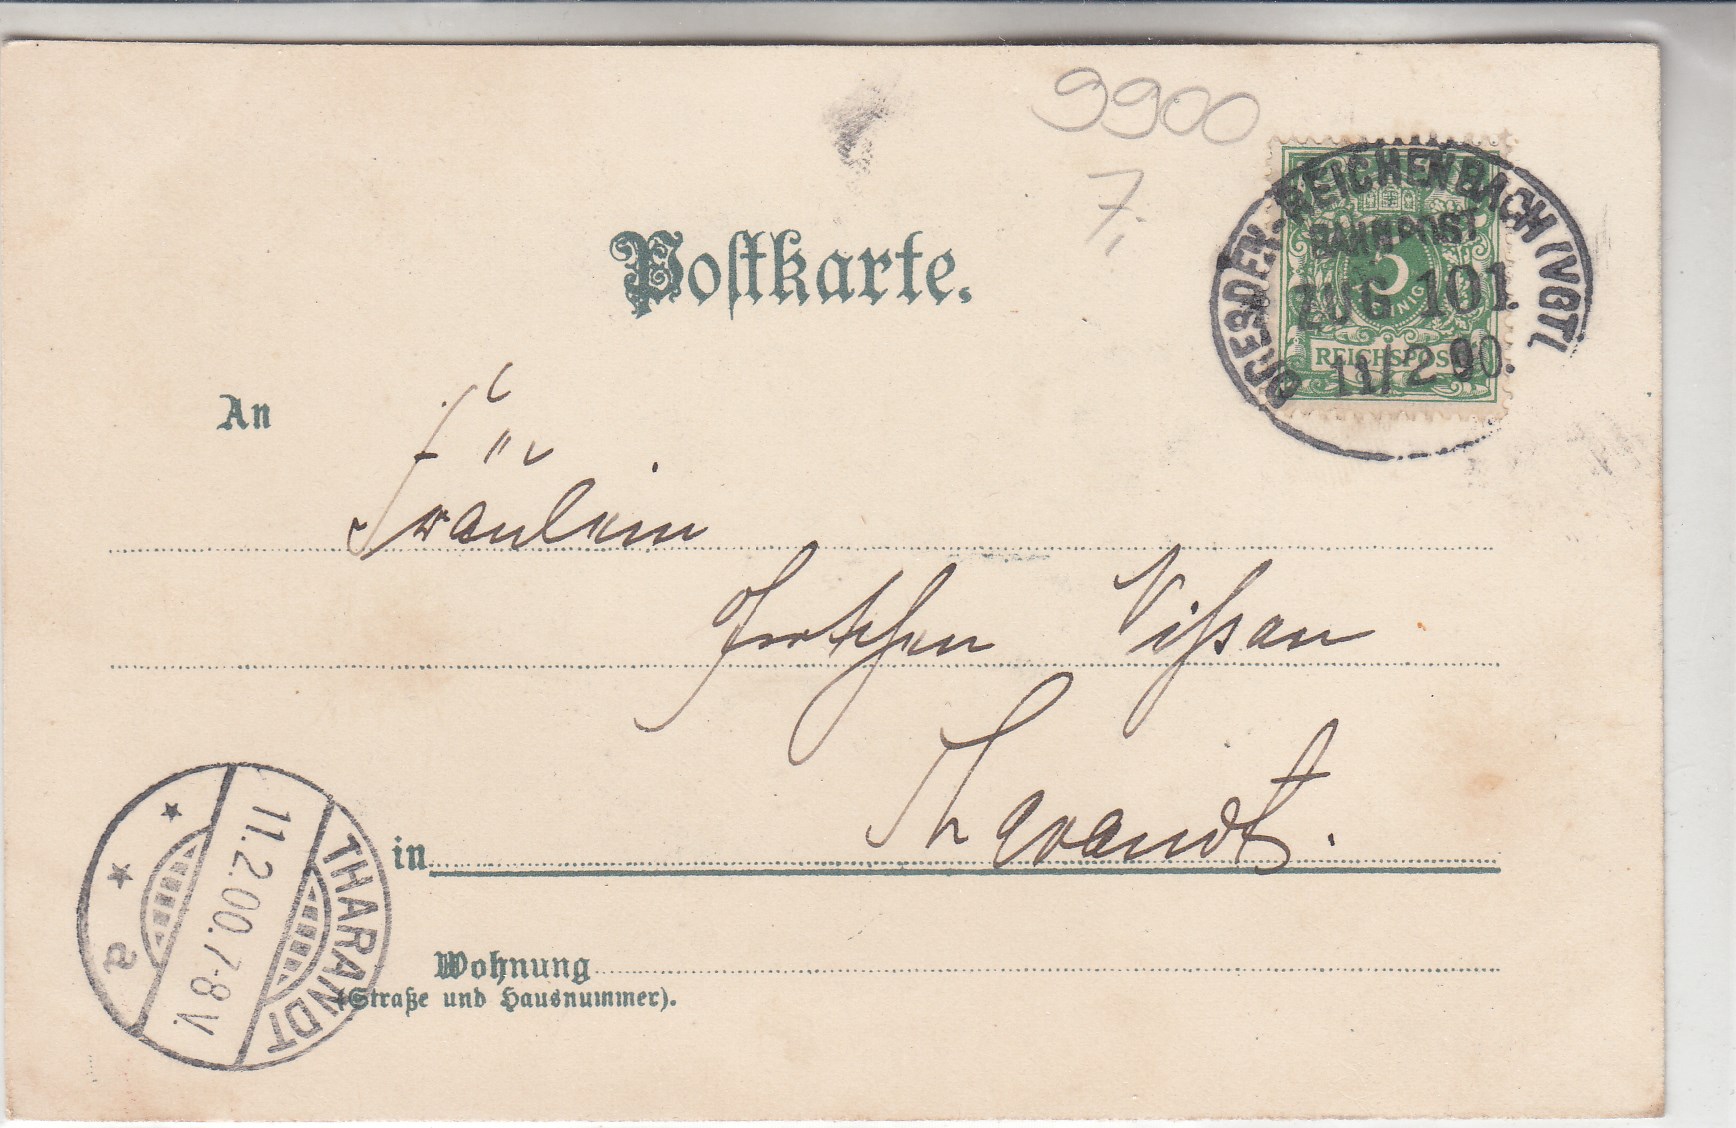 9900
7,
DRESDEN-REICHENBACH (VGTL
BAHNPOST
ZUG 101.
11/2 00.
5
REICHSPOST
Postkarte.
An
Fräulein
in Tharandt.
THARANDT
11.2.00.7-8V.
* * a
Wohnung
(Straße und Hausnummer).